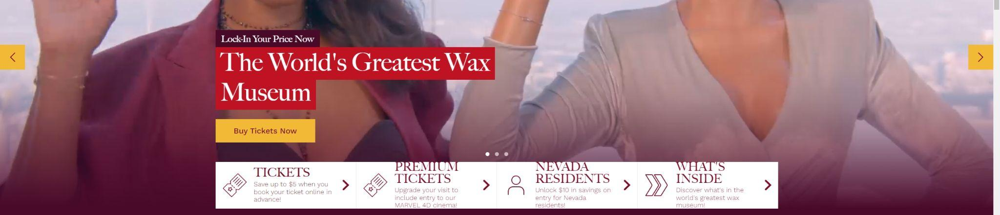 Lock-In Your Price Now
The World's Greatest Wax
Museum
Buy Tickets Now
TICKETS
Save up to $5 when you
book your ticket online in
advance!
PREMIUM
TICKETS
Upgrade your visit to
include entry to our
MARVEL 4D cinema!
NEVADA
RESIDENTS
Unlock $10 in savings on
entry for Nevada
residents!
WHAT'S
INSIDE
Discover what's in the
world's greatest wax
museum!